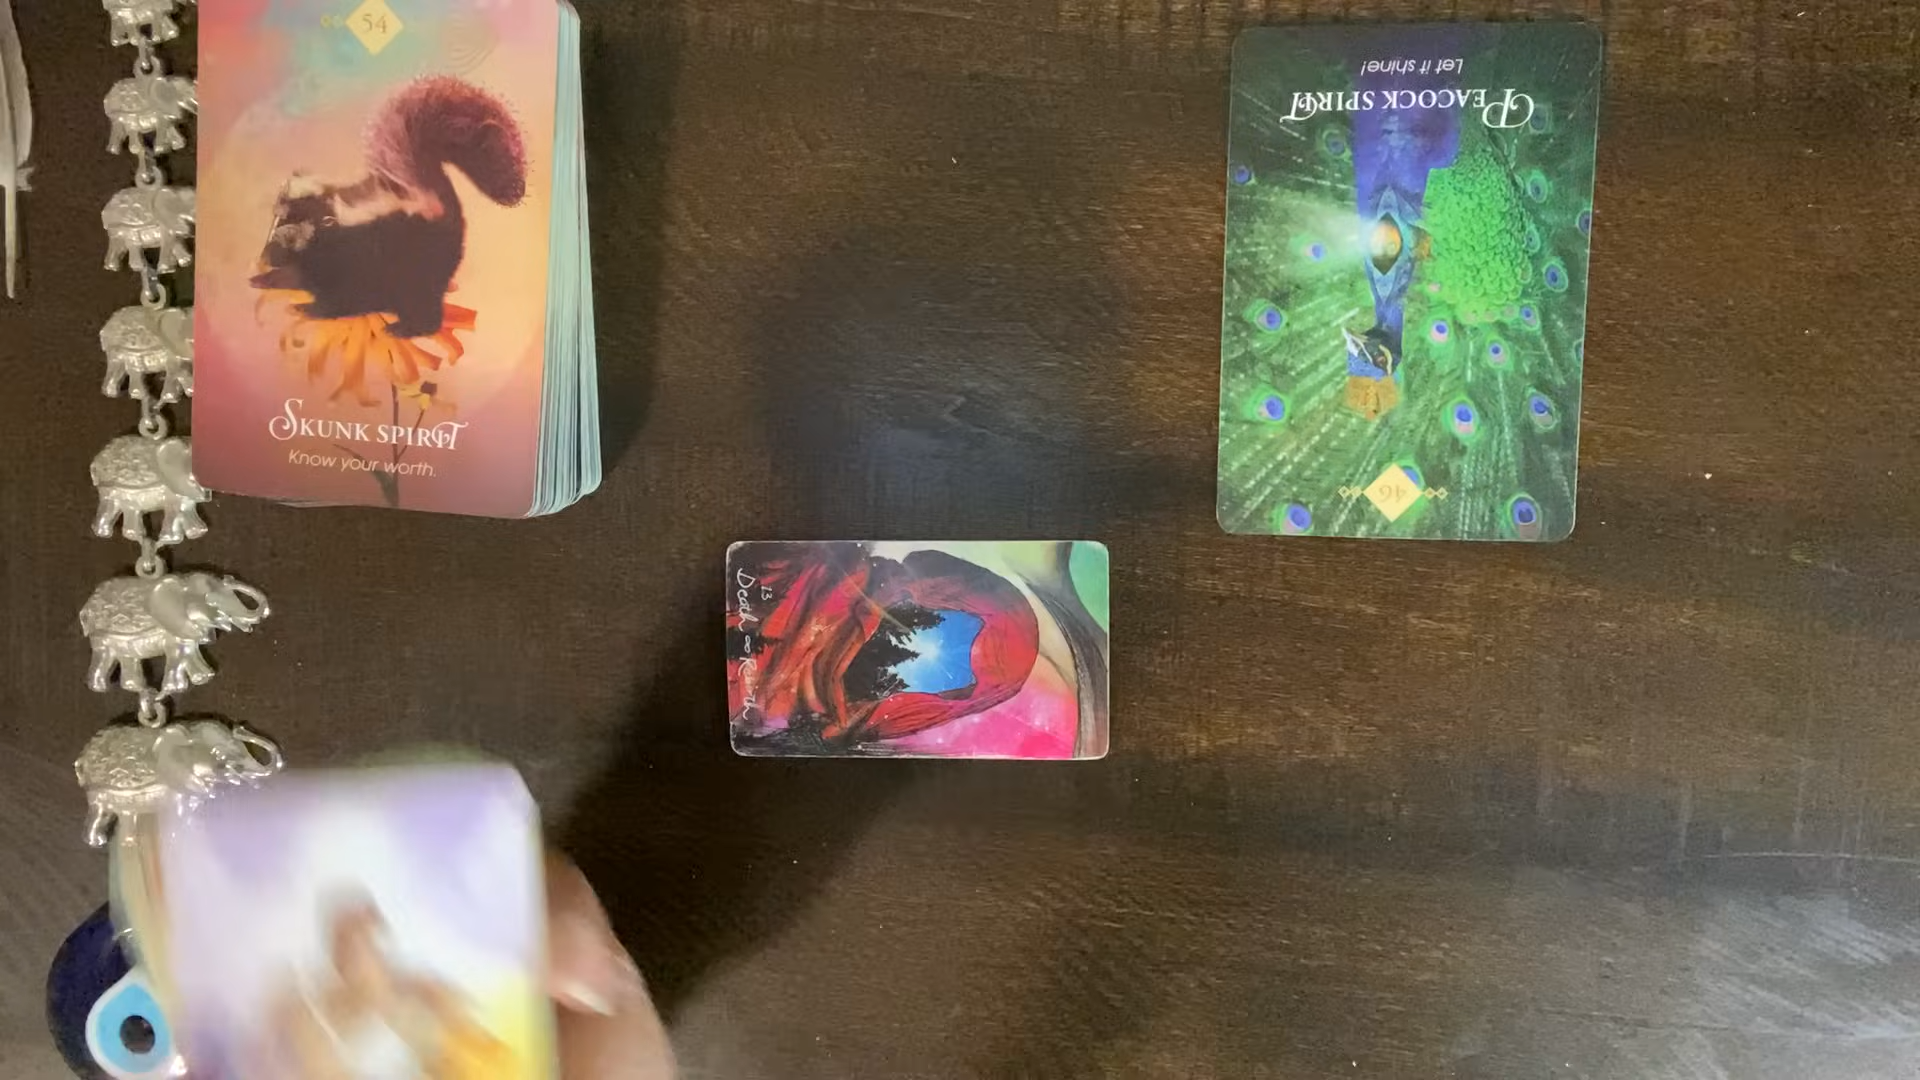 54
SKUNK SPIRIT
Know your worth.
Let it shine!
PEACOCK SPIRIT
46
13
Death ∞ Rebirth